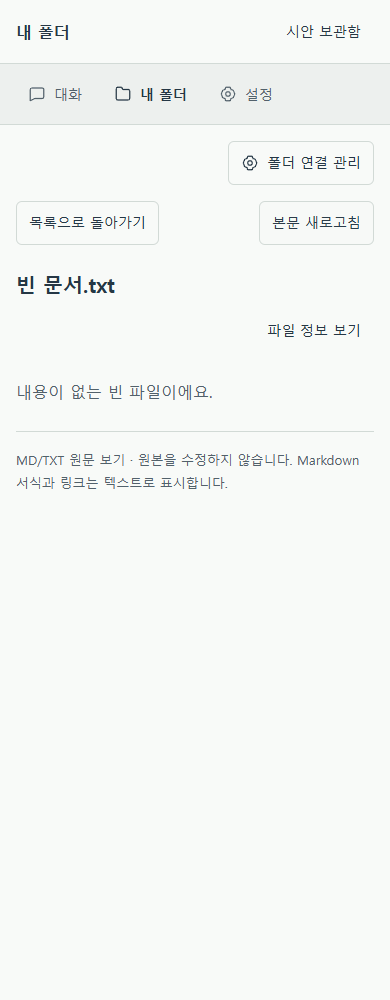 내 폴더
시안 보관함
대화
내 폴더
설정
폴더 연결 관리
목록으로 돌아가기
본문 새로고침
빈 문서.txt
파일 정보 보기
내용이 없는 빈 파일이에요.
MD/TXT 원문 보기 · 원본을 수정하지 않습니다. Markdown
서식과 링크는 텍스트로 표시합니다.